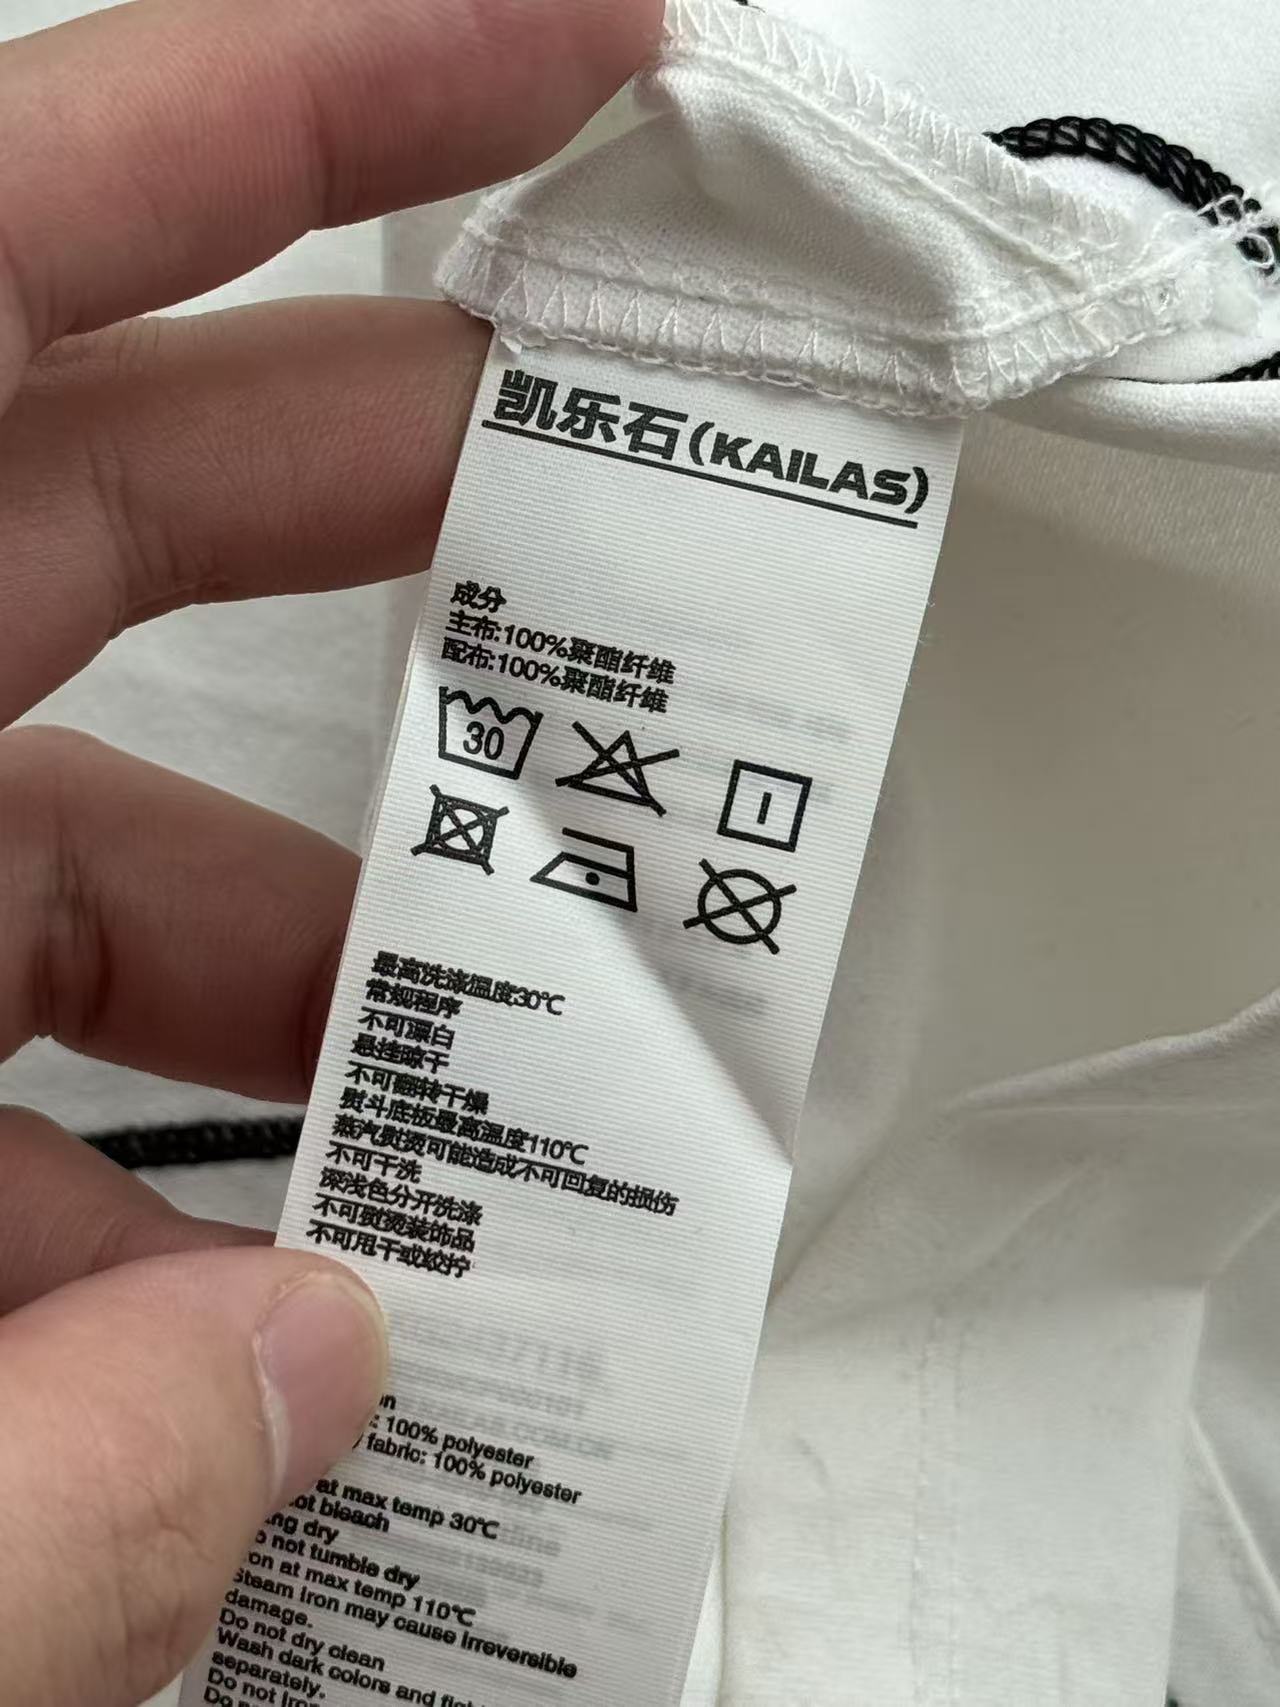 凯乐石(KAILAS)
成分
主布:100%聚酯纤维
配布:100%聚酯纤维
30
最高洗涤温度30℃
常规程序
不可漂白
悬挂晾干
不可翻转干燥
熨斗底板最高温度110℃
蒸汽熨烫可能造成不可回复的损伤
不可干洗
深浅色分开洗涤
不可熨烫装饰品
不可甩干或绞拧
: 100% polyester
fabric: 100% polyester
at max temp 30℃
bleach
dry
not tumble dry
at max temp 110℃
Steam iron may cause irreversible
damage.
Do not dry clean
Wash dark colors and
separately.
Do not iron
Do